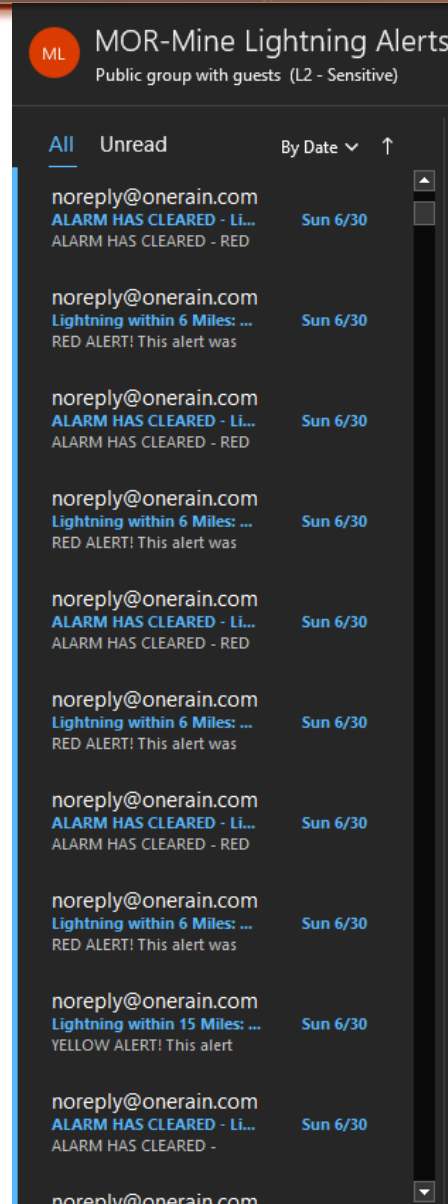 ML
MOR-Mine Lightning Alerts
Public group with guests (L2 - Sensitive)
All Unread By Date
noreply@onerain.com
ALARM HAS CLEARED - Li... Sun 6/30
ALARM HAS CLEARED - RED
noreply@onerain.com
Lightning within 6 Miles: ... Sun 6/30
RED ALERT! This alert was
noreply@onerain.com
ALARM HAS CLEARED - Li... Sun 6/30
ALARM HAS CLEARED - RED
noreply@onerain.com
Lightning within 6 Miles: ... Sun 6/30
RED ALERT! This alert was
noreply@onerain.com
ALARM HAS CLEARED - Li... Sun 6/30
ALARM HAS CLEARED - RED
noreply@onerain.com
Lightning within 6 Miles: ... Sun 6/30
RED ALERT! This alert was
noreply@onerain.com
ALARM HAS CLEARED - Li... Sun 6/30
ALARM HAS CLEARED - RED
noreply@onerain.com
Lightning within 6 Miles: ... Sun 6/30
RED ALERT! This alert was
noreply@onerain.com
Lightning within 15 Miles: ... Sun 6/30
YELLOW ALERT! This alert
noreply@onerain.com
ALARM HAS CLEARED - Li... Sun 6/30
ALARM HAS CLEARED -
noreply@onerain.com